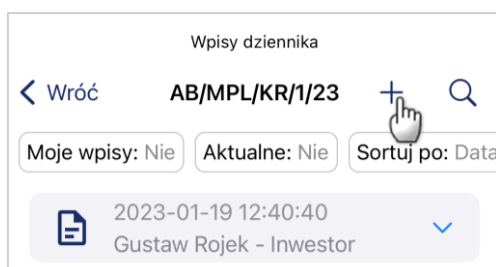 Wpisy dziennika
Wróć AB/MPL/KR/1/23
Moje wpisy: Nie Aktualne: Nie Sortuj po: Data
2023-01-19 12:40:40
Gustaw Rojek - Inwestor